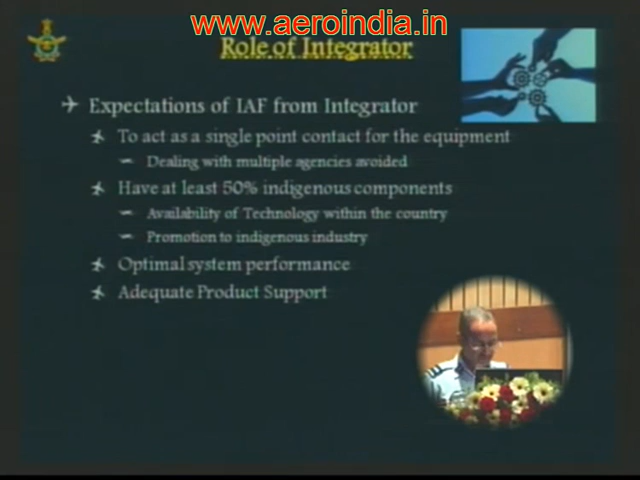 www.aeroindia.in
Role of Integrator
Expectations of IAF from Integrator
To act as a single point contact for the equipment
Dealing with multiple agencies avoided
Have at least 50% indigenous components
Availability of Technology within the country
Promotion to indigenous industry
Optimal system performance
Adequate Product Support